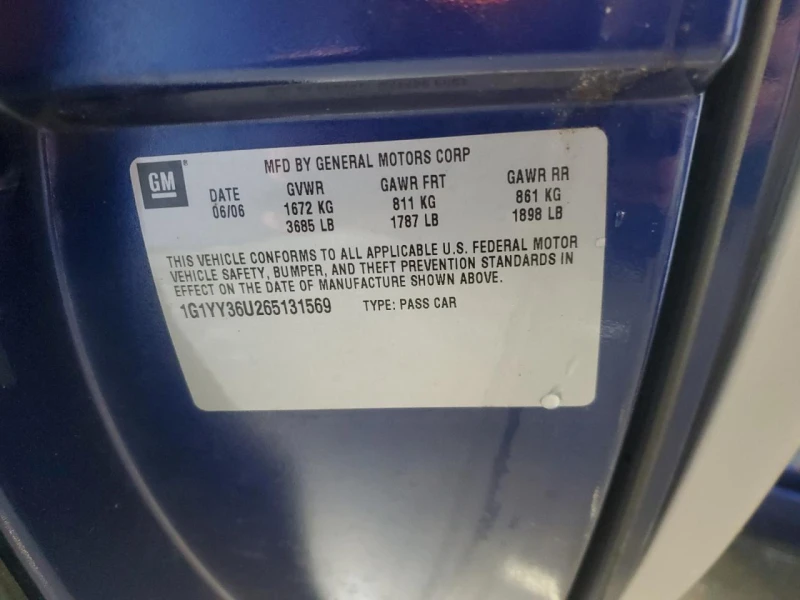 MFD BY GENERAL MOTORS CORP
GM
DATE GVWR GAWR FRT GAWR RR
06/06 1672 KG 811 KG 861 KG
3685 LB 1787 LB 1898 LB
THIS VEHICLE CONFORMS TO ALL APPLICABLE U.S. FEDERAL MOTOR
VEHICLE SAFETY, BUMPER, AND THEFT PREVENTION STANDARDS IN
EFFECT ON THE DATE OF MANUFACTURE SHOWN ABOVE.
1G1YY36U265131569 TYPE: PASS CAR